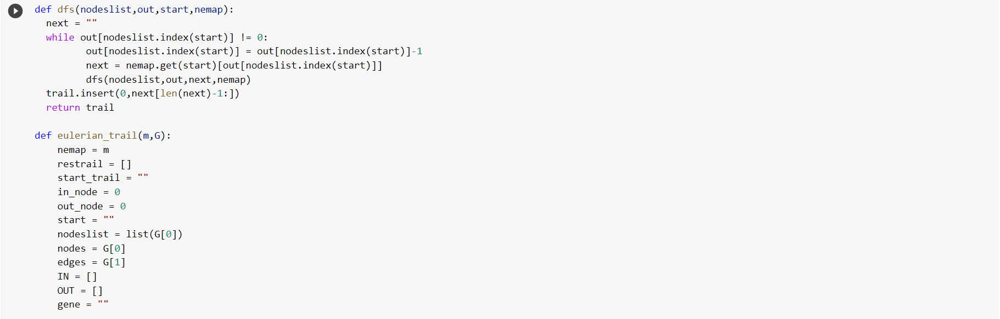 def dfs(nodeslist,out,start,nemap):
  next = ""
  while out[nodeslist.index(start)] != 0:
         out[nodeslist.index(start)] = out[nodeslist.index(start)]-1
         next = nemap.get(start)[out[nodeslist.index(start)]]
         dfs(nodeslist,out,next,nemap)
  trail.insert(0,next[len(next)-1:])
  return trail

def eulerian_trail(m,G):
    nemap = m
    restrail = []
    start_trail = ""
    in_node = 0
    out_node = 0
    start = ""
    nodeslist = list(G[0])
    nodes = G[0]
    edges = G[1]
    IN = []
    OUT = []
    gene = ""